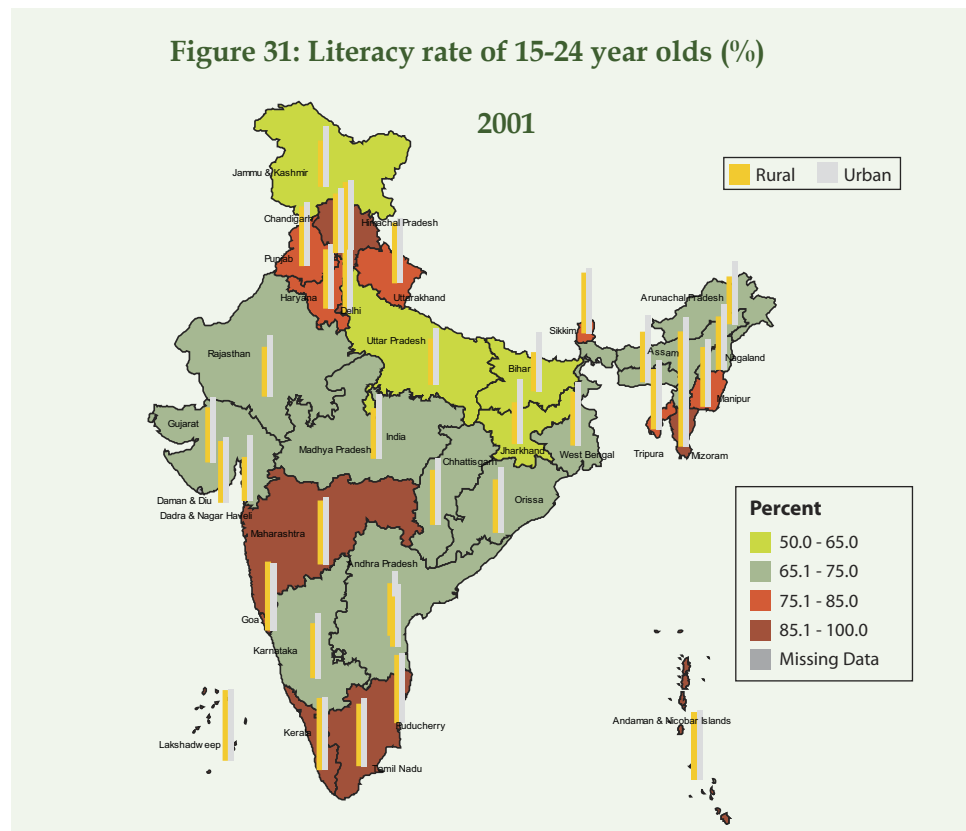 Figure 31: Literacy rate of 15-24 year olds (%)
2001
Rural
Urban
Jammu & Kashmir
Chandigarh
Himachal Pradesh
Punjab
Haryana
Uttarakhand
Delhi
Arunachal Pradesh
Sikkim
Uttar Pradesh
Assam
Nagaland
Rajasthan
Bihar
Manipur
Gujarat
India
Madhya Pradesh
Jharkhand
West Bengal
Tripura
Mizoram
Chhattisgarh
Daman & Diu
Orissa
Dadra & Nagar Haveli
Maharashtra
Percent
50.0 - 65.0
65.1 - 75.0
75.1 - 85.0
85.1 - 100.0
Missing Data
Andhra Pradesh
Goa
Karnataka
Andaman & Nicobar Islands
Puducherry
Kerala
Lakshadweep
Tamil Nadu